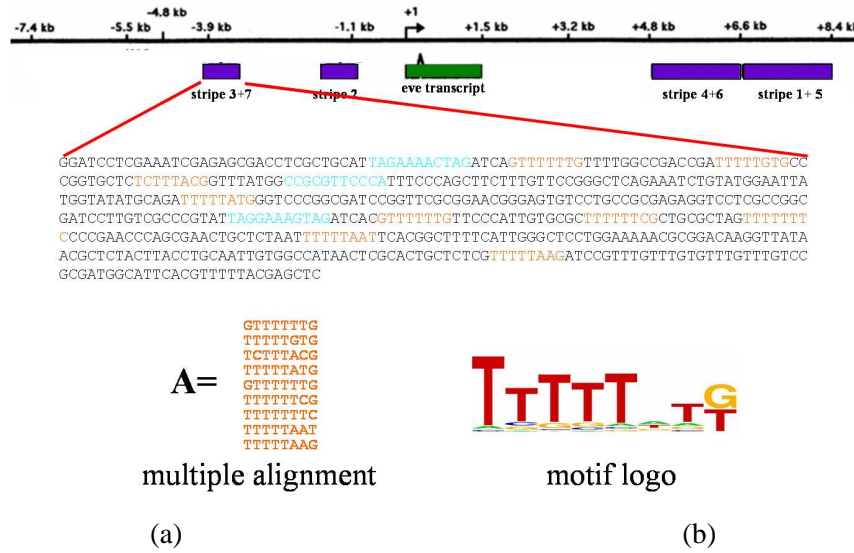 -4.8 kb +1
-7.4 kb -5.5 kb -3.9 kb -1.1 kb +1.5 kb +3.2 kb +4.8 kb +6.6 kb +8.4 kb
stripe 3+7 stripe 2 eve transcript stripe 4+6 stripe 1+ 5
GGATCCTCGAAATCGAGAGCGACCTCGCTGCATTAGAAAACTAGATCAGTTTTTTGTTTTGGCCGACCGATTTTTGTGCC
CGGTGCTCTCTTTACGGTTTATGGCCGCGTTCCCATTTCCCAGCTTCTTTGTTCCGGGCTCAGAAATCTGTATGGAATTA
TGGTATATGCAGATTTTTATGGGTCCCGGCGATCCGGTTCGCGGAACGGGAGTGTCCTGCCGCGAGAGGTCCTCGCCGGC
GATCCTTGTCGCCCGTATTAGGAAAGTAGATCACGTTTTTTGTTCCCATTGTGCGCTTTTTTCGCTGCGCTAGTTTTTTT
CCCCGAACCCAGCGAACTGCTCTAATTTTTTAATTCACGGCTTTTCATTGGGCTCCTGGAAAAACGCGGACAAGGTTATA
ACGCTCTACTTACCTGCAATTGTGGCCATAACTCGCACTGCTCTCGTTTTTAAGATCCGTTTGTTTGTGTTTGTTTGTCC
GCGATGGCATTCACGTTTTTACGAGCTC
GTTTTTTG
TTTTTGTG
TCTTTACG
TTTTTATG
GTTTTTTG
TTTTTTCG
TTTTTTTC
TTTTTAAT
TTTTTAAG
A=
TTTTTATG
T
multiple alignment motif logo
(a) (b)